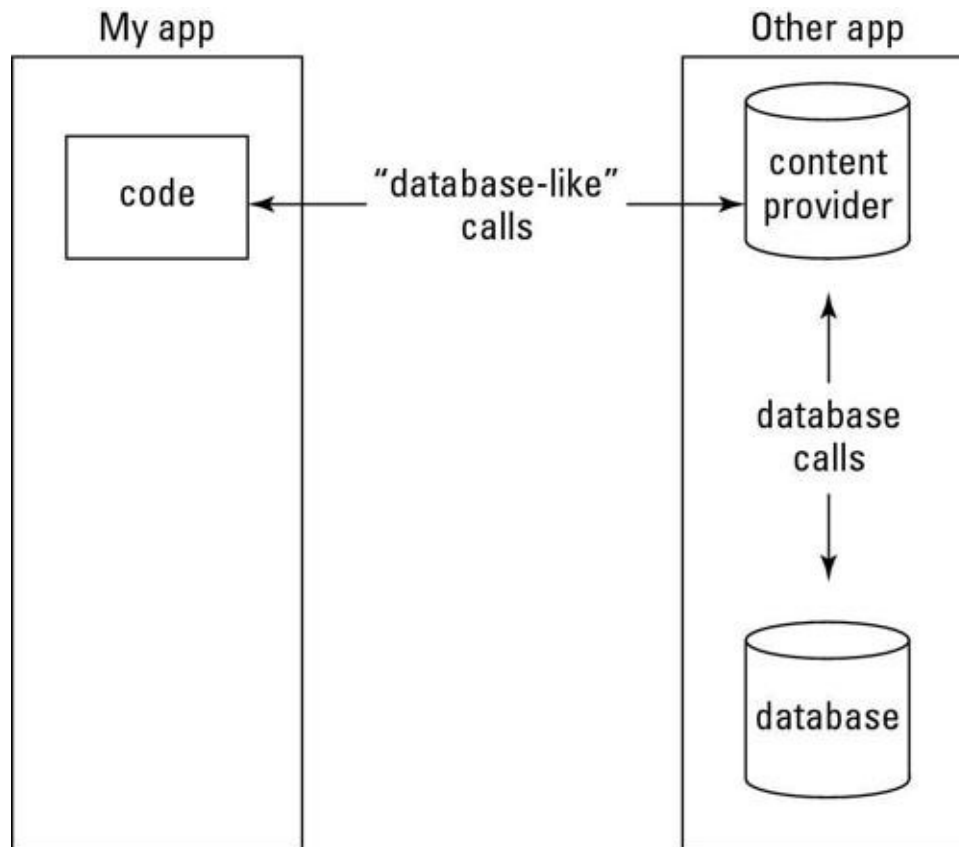 My app
Other app
code
“database-like”
calls
content
provider
database
calls
database